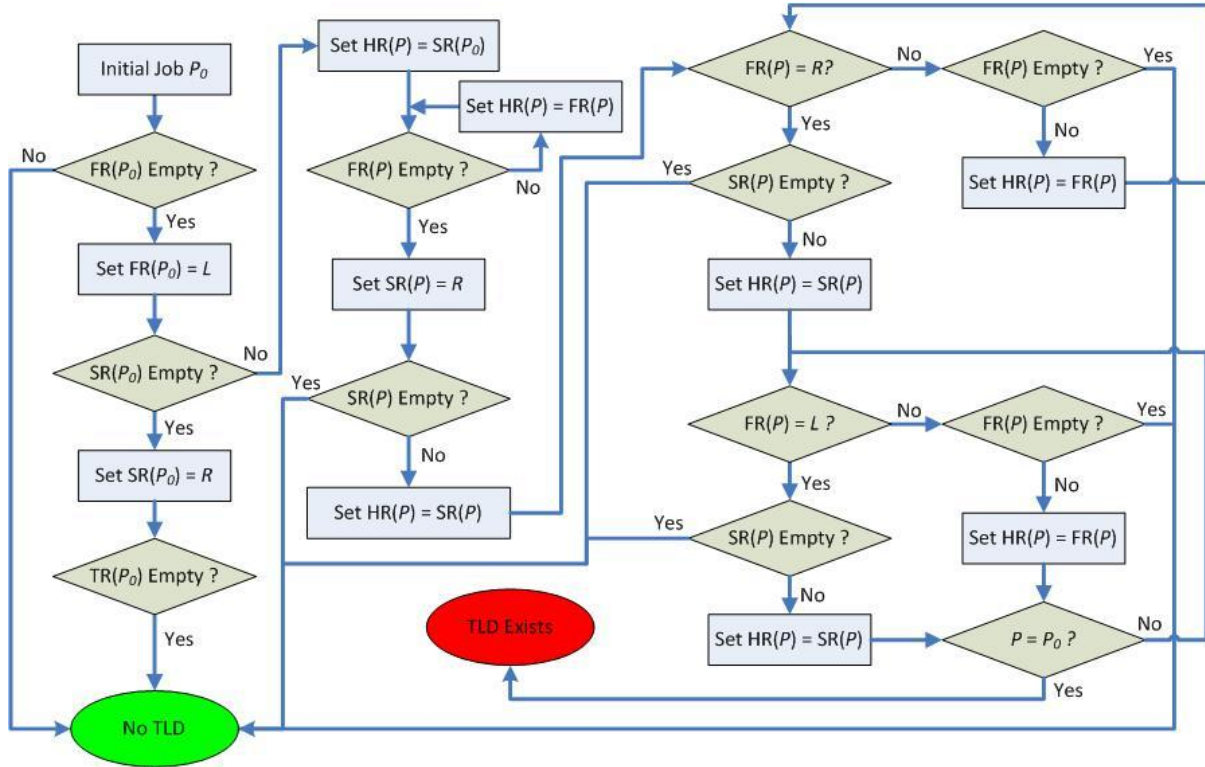 Initial Job P₀
FR(P₀) Empty ?
No
Yes
Set FR(P₀) = L
SR(P₀) Empty ?
No
Yes
Set SR(P₀) = R
TR(P₀) Empty ?
Yes
No TLD
Set HR(P) = SR(P₀)
Set HR(P) = FR(P)
FR(P) Empty ?
No
Yes
Set SR(P) = R
SR(P) Empty ?
Yes
No
Set HR(P) = SR(P)
TLD Exists
FR(P) = R?
No
Yes
SR(P) Empty ?
Yes
No
Set HR(P) = SR(P)
FR(P) = L ?
No
Yes
SR(P) Empty ?
Yes
No
Set HR(P) = SR(P)
FR(P) Empty ?
Yes
No
Set HR(P) = FR(P)
FR(P) Empty ?
Yes
No
Set HR(P) = FR(P)
P = P₀ ?
No
Yes